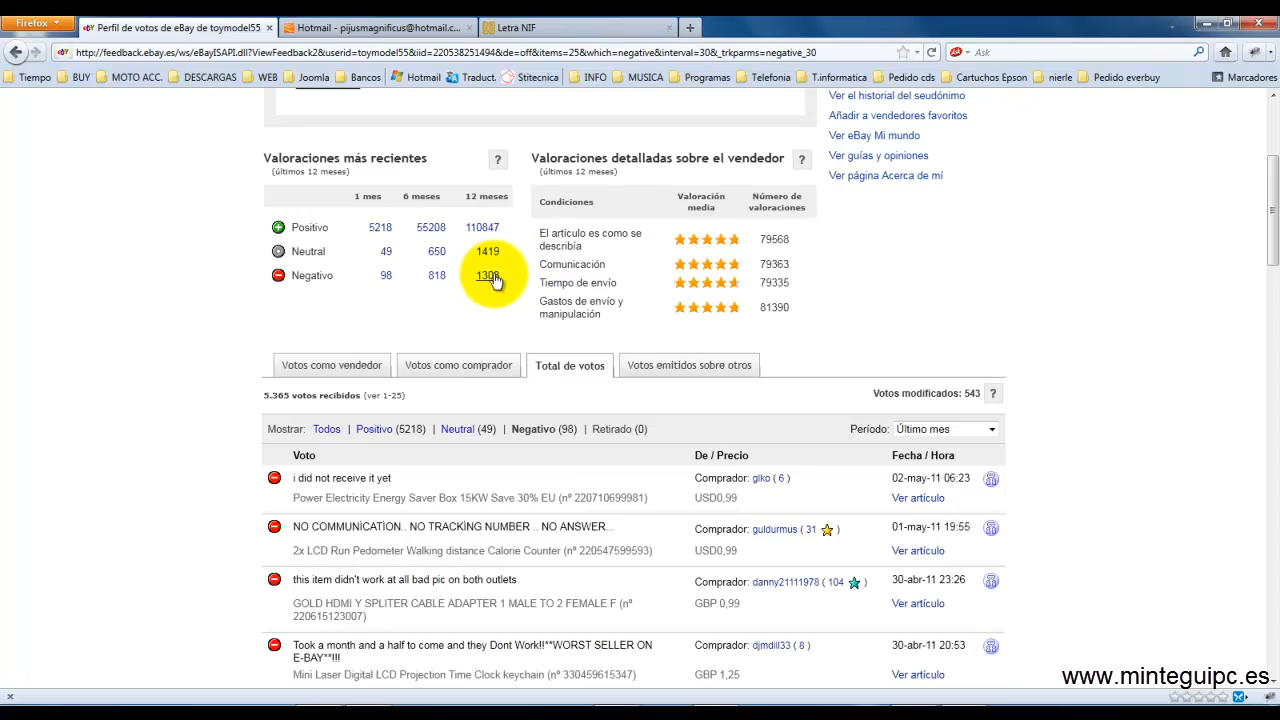 Firefox
Perfil de votos de eBay de toymodel55
Hotmail - pijusmagnificus@hotmail.c...
Letra NIF
http://feedback.ebay.es/ws/eBayISAPI.dll?ViewFeedback2&userid=toymodel55&iid=220538251494&de=off&items=25&which=negative&interval=30&_trkparms=negative_30
Ask
Tiempo BUY MOTO ACC. DESCARGAS WEB Joomla Bancos Hotmail Traduct. Stitecnica INFO MUSICA Programas Telefonia T.informatica Pedido cds Cartuchos Epson nierle Pedido everbuy Marcadores
Ver el historial del seudónimo
Añadir a vendedores favoritos
Ver eBay Mi mundo
Ver guías y opiniones
Ver página Acerca de mí
Valoraciones más recientes ?
(últimos 12 meses)
1 mes 6 meses 12 meses
Positivo 5218 55208 110847
Neutral 49 650 1419
Negativo 98 818
Valoraciones detalladas sobre el vendedor ?
(últimos 12 meses)
Condiciones Valoración media Número de valoraciones
El artículo es como se describía 79568
Comunicación 79363
Tiempo de envío 79335
Gastos de envío y manipulación 81390
Votos como vendedor Votos como comprador Total de votos Votos emitidos sobre otros
5.365 votos recibidos (ver 1-25) Votos modificados: 543 ?
Mostrar: Todos | Positivo (5218) | Neutral (49) | Negativo (98) | Retirado (0) Período: Último mes
Voto De / Precio Fecha / Hora
i did not receive it yet Comprador: glko ( 6 ) 02-may-11 06:23
Power Electricity Energy Saver Box 15KW Save 30% EU (nº 220710699981) USD0,99 Ver artículo
NO COMMUNİCATİON.. NO TRACKİNG NUMBER .. NO ANSWER... Comprador: guldurmus ( 31 ) 01-may-11 19:55
2x LCD Run Pedometer Walking distance Calorie Counter (nº 220547599593) USD0,99 Ver artículo
this item didn't work at all bad pic on both outlets Comprador: danny21111978 ( 104 ) 30-abr-11 23:26
GOLD HDMI Y SPLITER CABLE ADAPTER 1 MALE TO 2 FEMALE F (nº 220615123007) GBP 0,99 Ver artículo
Took a month and a half to come and they Dont Work!!**WORST SELLER ON E-BAY**!!! Comprador: djmdill33 ( 8 ) 30-abr-11 20:53
Mini Laser Digital LCD Projection Time Clock keychain (nº 330459615347) GBP 1,25 Ver artículo
www.minteguipc.es